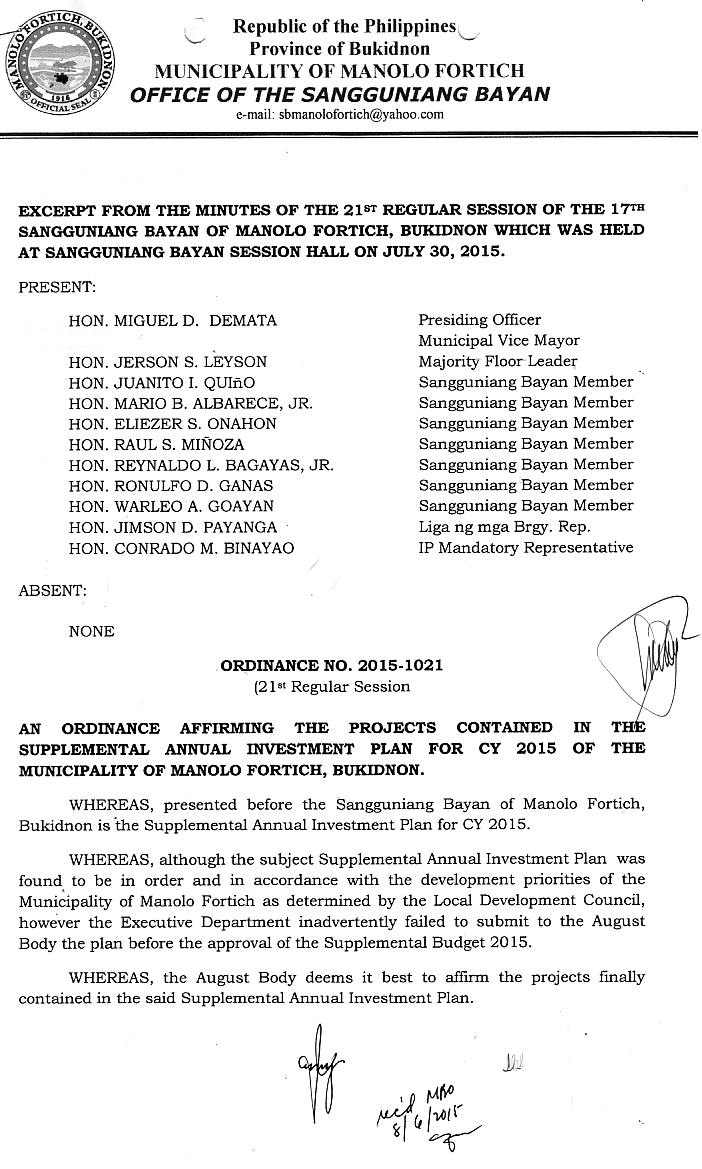 MANOLO FORTICH, BUKIDNON
1916
OFFICIAL SEAL
Republic of the Philippines
Province of Bukidnon
MUNICIPALITY OF MANOLO FORTICH
OFFICE OF THE SANGGUNIANG BAYAN
e-mail: sbmanolofortich@yahoo.com
EXCERPT FROM THE MINUTES OF THE 21ST REGULAR SESSION OF THE 17TH
SANGGUNIANG BAYAN OF MANOLO FORTICH, BUKIDNON WHICH WAS HELD
AT SANGGUNIANG BAYAN SESSION HALL ON JULY 30, 2015.
PRESENT:
HON. MIGUEL D. DEMATA Presiding Officer
Municipal Vice Mayor
HON. JERSON S. LEYSON Majority Floor Leader
HON. JUANITO I. QUIñO Sangguniang Bayan Member
HON. MARIO B. ALBARECE, JR. Sangguniang Bayan Member
HON. ELIEZER S. ONAHON Sangguniang Bayan Member
HON. RAUL S. MIÑOZA Sangguniang Bayan Member
HON. REYNALDO L. BAGAYAS, JR. Sangguniang Bayan Member
HON. RONULFO D. GANAS Sangguniang Bayan Member
HON. WARLEO A. GOAYAN Sangguniang Bayan Member
HON. JIMSON D. PAYANGA Liga ng mga Brgy. Rep.
HON. CONRADO M. BINAYAO IP Mandatory Representative
ABSENT:
NONE
ORDINANCE NO. 2015-1021
(21st Regular Session
AN ORDINANCE AFFIRMING THE PROJECTS CONTAINED IN THE
SUPPLEMENTAL ANNUAL INVESTMENT PLAN FOR CY 2015 OF THE
MUNICIPALITY OF MANOLO FORTICH, BUKIDNON.
WHEREAS, presented before the Sangguniang Bayan of Manolo Fortich,
Bukidnon is the Supplemental Annual Investment Plan for CY 2015.
WHEREAS, although the subject Supplemental Annual Investment Plan was
found to be in order and in accordance with the development priorities of the
Municipality of Manolo Fortich as determined by the Local Development Council,
however the Executive Department inadvertently failed to submit to the August
Body the plan before the approval of the Supplemental Budget 2015.
WHEREAS, the August Body deems it best to affirm the projects finally
contained in the said Supplemental Annual Investment Plan.
rec'd MBO
8/6/2015